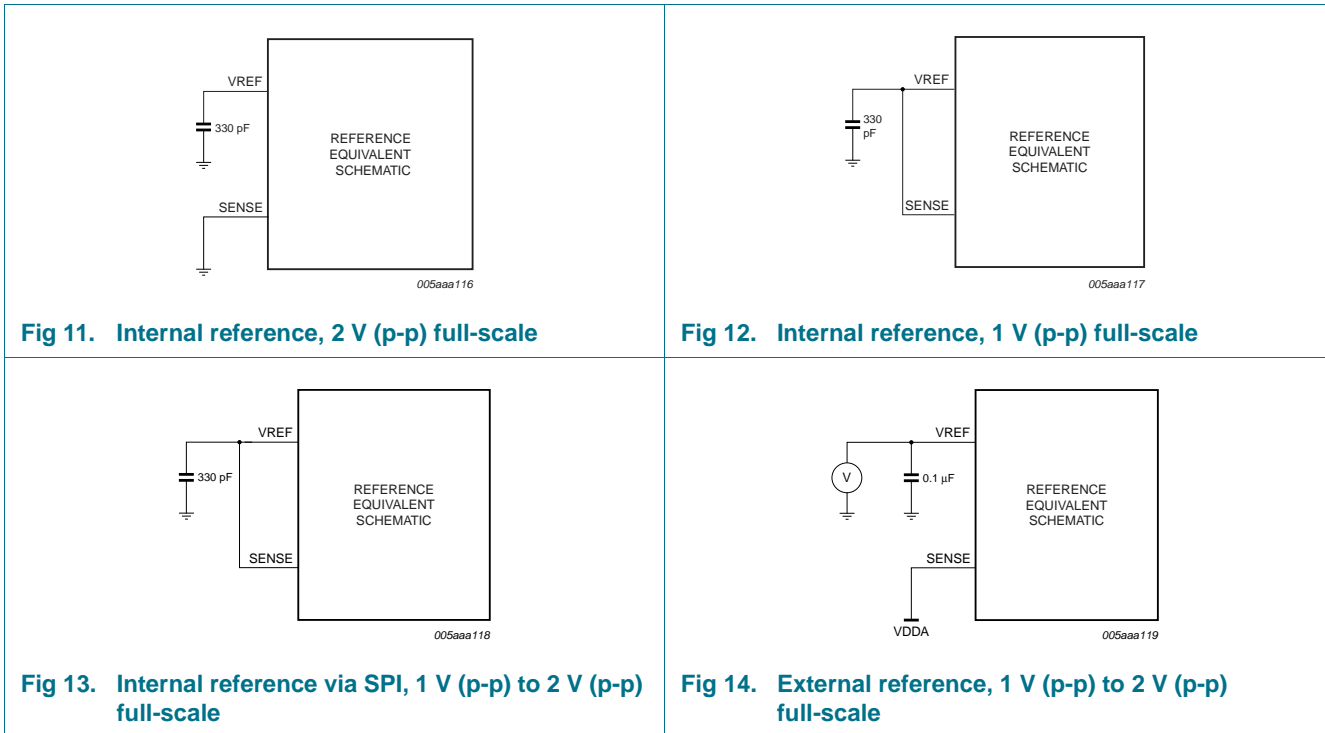 VREF
330 pF
REFERENCE
EQUIVALENT
SCHEMATIC
SENSE
005aaa116
Fig 11. Internal reference, 2 V (p-p) full-scale
VREF
330
pF
REFERENCE
EQUIVALENT
SCHEMATIC
SENSE
005aaa117
Fig 12. Internal reference, 1 V (p-p) full-scale
VREF
330 pF
REFERENCE
EQUIVALENT
SCHEMATIC
SENSE
005aaa118
Fig 13. Internal reference via SPI, 1 V (p-p) to 2 V (p-p)
full-scale
VREF
V
0.1 μF
REFERENCE
EQUIVALENT
SCHEMATIC
SENSE
VDDA
005aaa119
Fig 14. External reference, 1 V (p-p) to 2 V (p-p)
full-scale